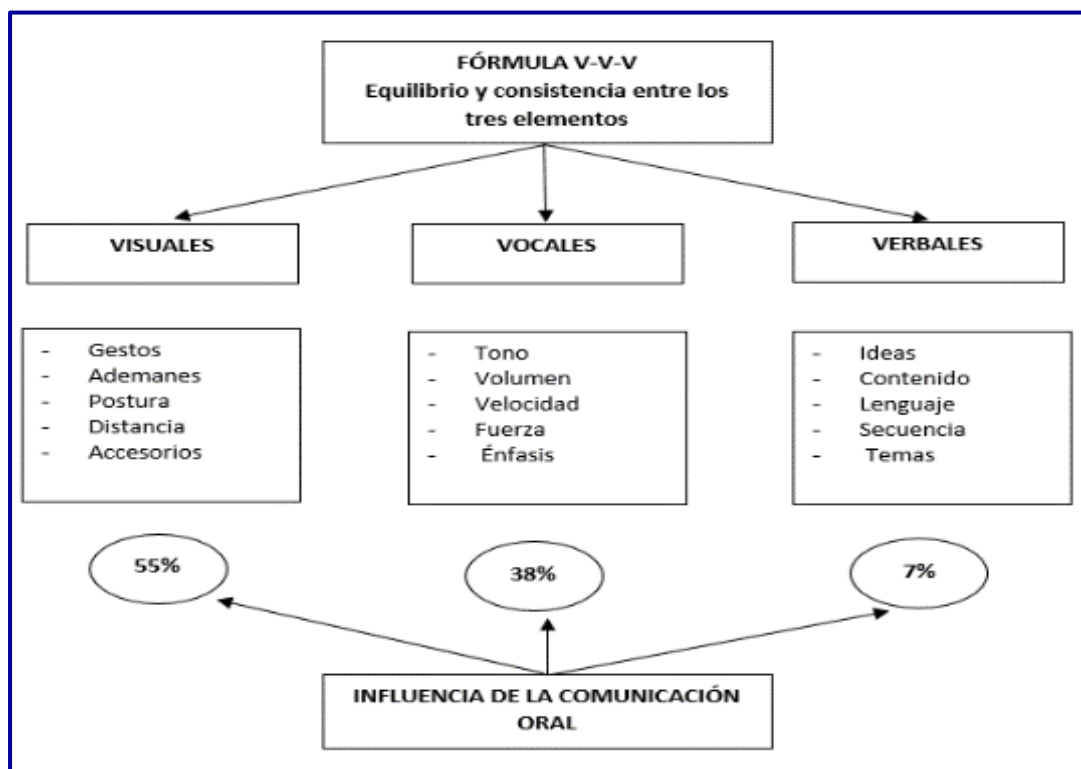 FÓRMULA V-V-V
Equilibrio y consistencia entre los
tres elementos
VISUALES
VOCALES
VERBALES
- Gestos
- Ademanes
- Postura
- Distancia
- Accesorios
- Tono
- Volumen
- Velocidad
- Fuerza
- Énfasis
- Ideas
- Contenido
- Lenguaje
- Secuencia
- Temas
55%
38%
7%
INFLUENCIA DE LA COMUNICACIÓN
ORAL